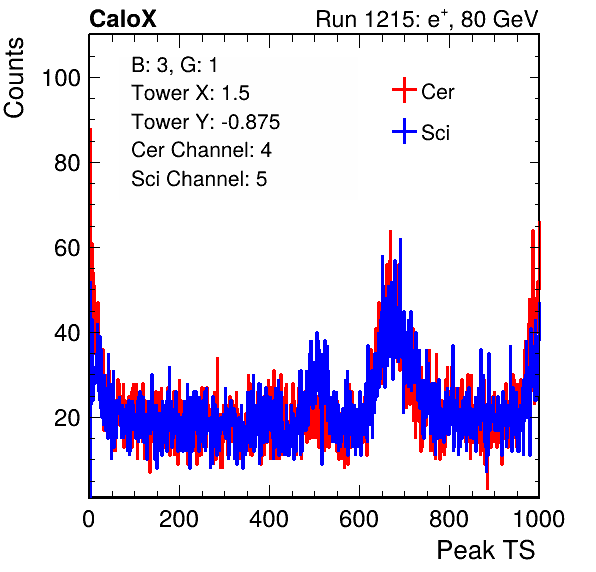 CaloX Run 1215: e+, 80 GeV
Counts
B: 3, G: 1
Tower X: 1.5
Tower Y: -0.875
Cer Channel: 4
Sci Channel: 5
Cer
Sci
100
80
60
40
20
0 200 400 600 800 1000
Peak TS